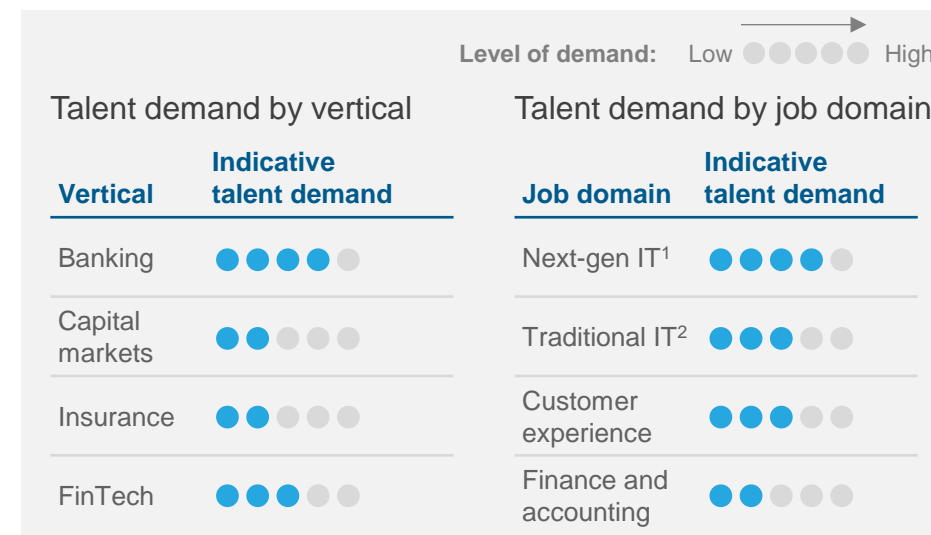 Level of demand: Low High
Talent demand by vertical
Vertical Indicative talent demand
Banking
Capital markets
Insurance
FinTech
Talent demand by job domain
Job domain Indicative talent demand
Next-gen IT¹
Traditional IT²
Customer experience
Finance and accounting